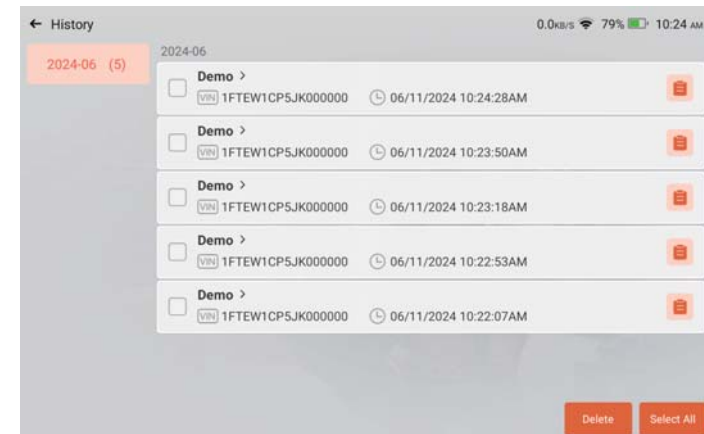 ← History 0.0KB/S 79% 10:24 AM
2024-06 (5)
2024-06
Demo >
VIN 1FTEW1CP5JK000000 06/11/2024 10:24:28AM
Demo >
VIN 1FTEW1CP5JK000000 06/11/2024 10:23:50AM
Demo >
VIN 1FTEW1CP5JK000000 06/11/2024 10:23:18AM
Demo >
VIN 1FTEW1CP5JK000000 06/11/2024 10:22:53AM
Demo >
VIN 1FTEW1CP5JK000000 06/11/2024 10:22:07AM
Delete Select All